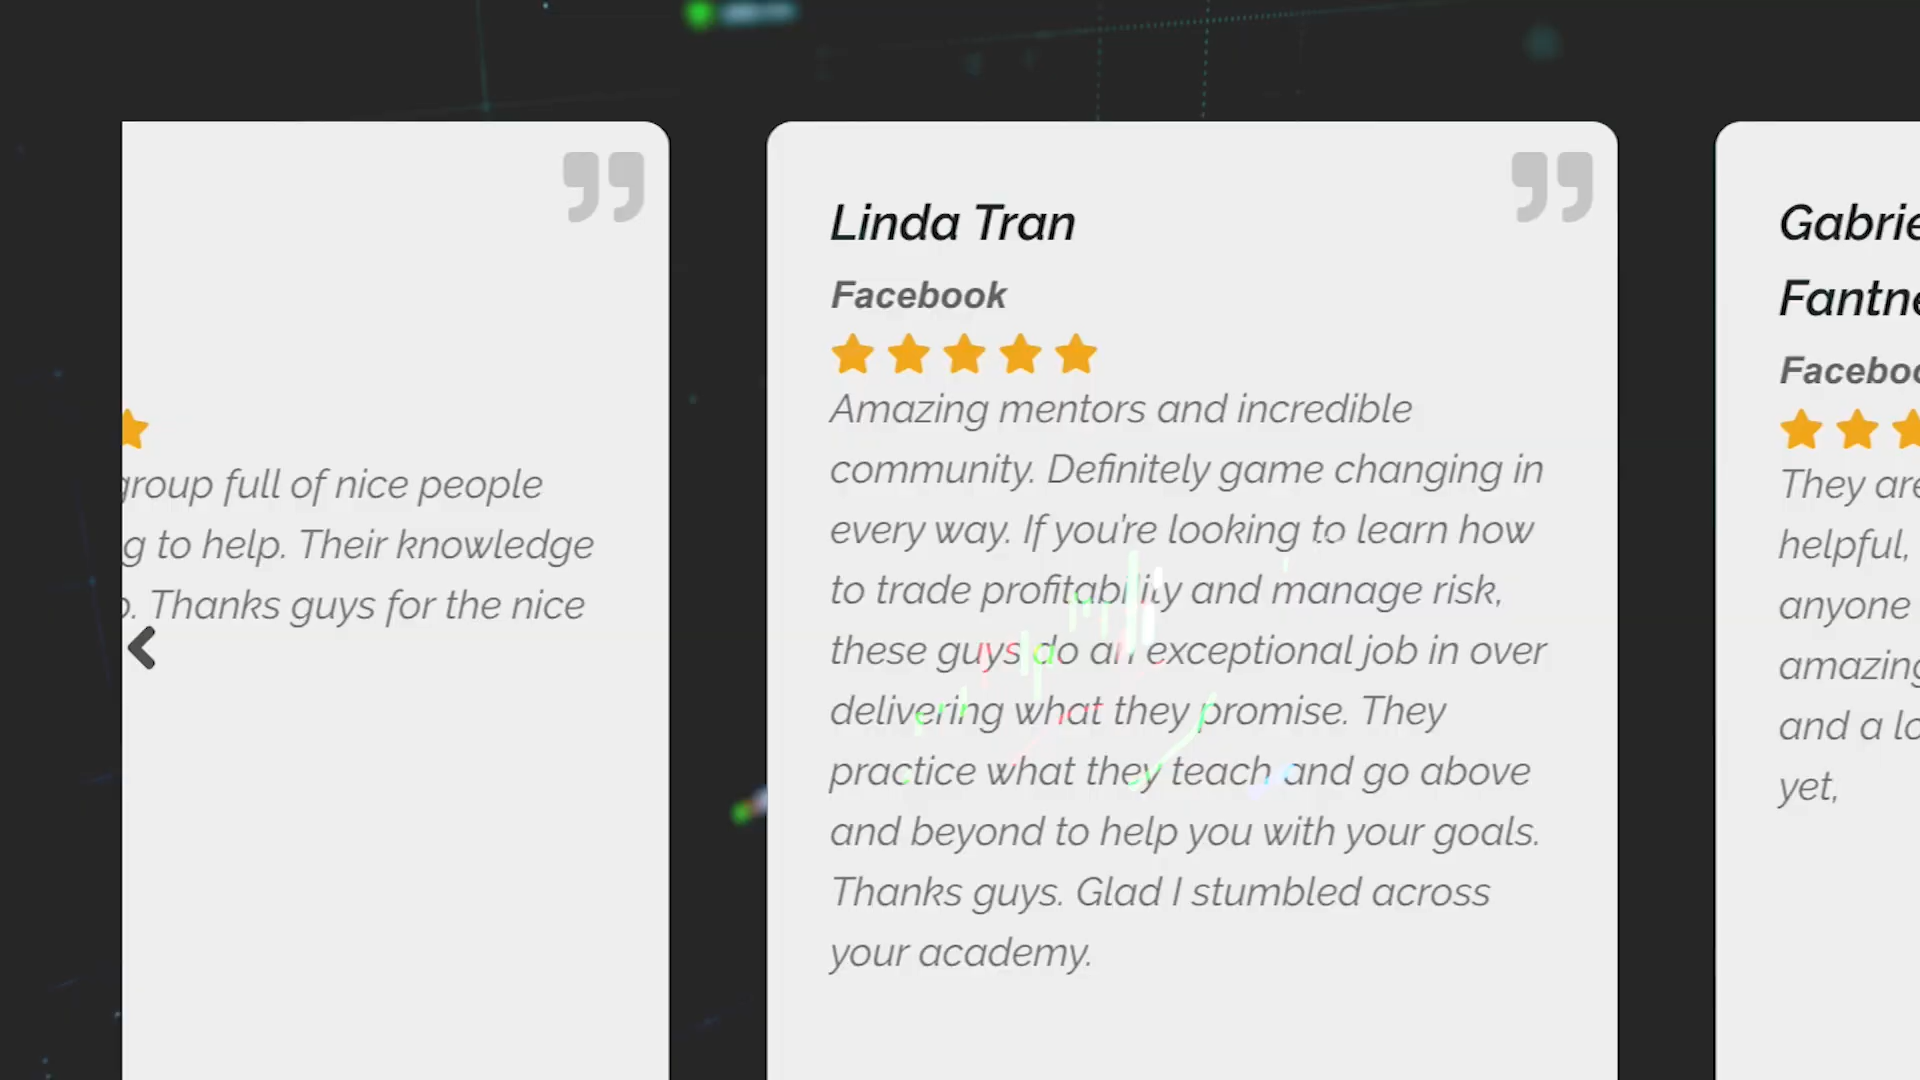 group full of nice people
g to help. Their knowledge
. Thanks guys for the nice
Linda Tran
Facebook
Amazing mentors and incredible
community. Definitely game changing in
every way. If you're looking to learn how
to trade profitability and manage risk,
these guys do an exceptional job in over
delivering what they promise. They
practice what they teach and go above
and beyond to help you with your goals.
Thanks guys. Glad I stumbled across
your academy.
Gabrie
Fantne
Faceboo
They are
helpful,
anyone
amazing
and a lo
yet,